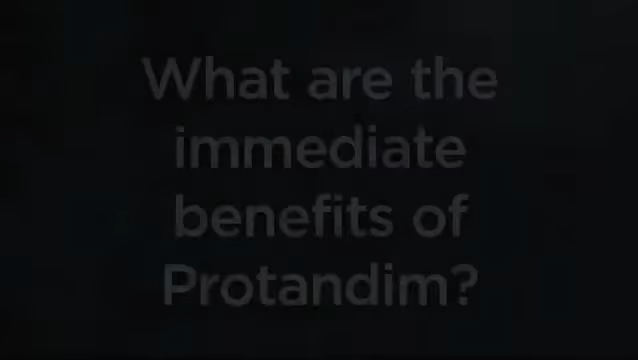 What are the
immediate
benefits of
Protandim?